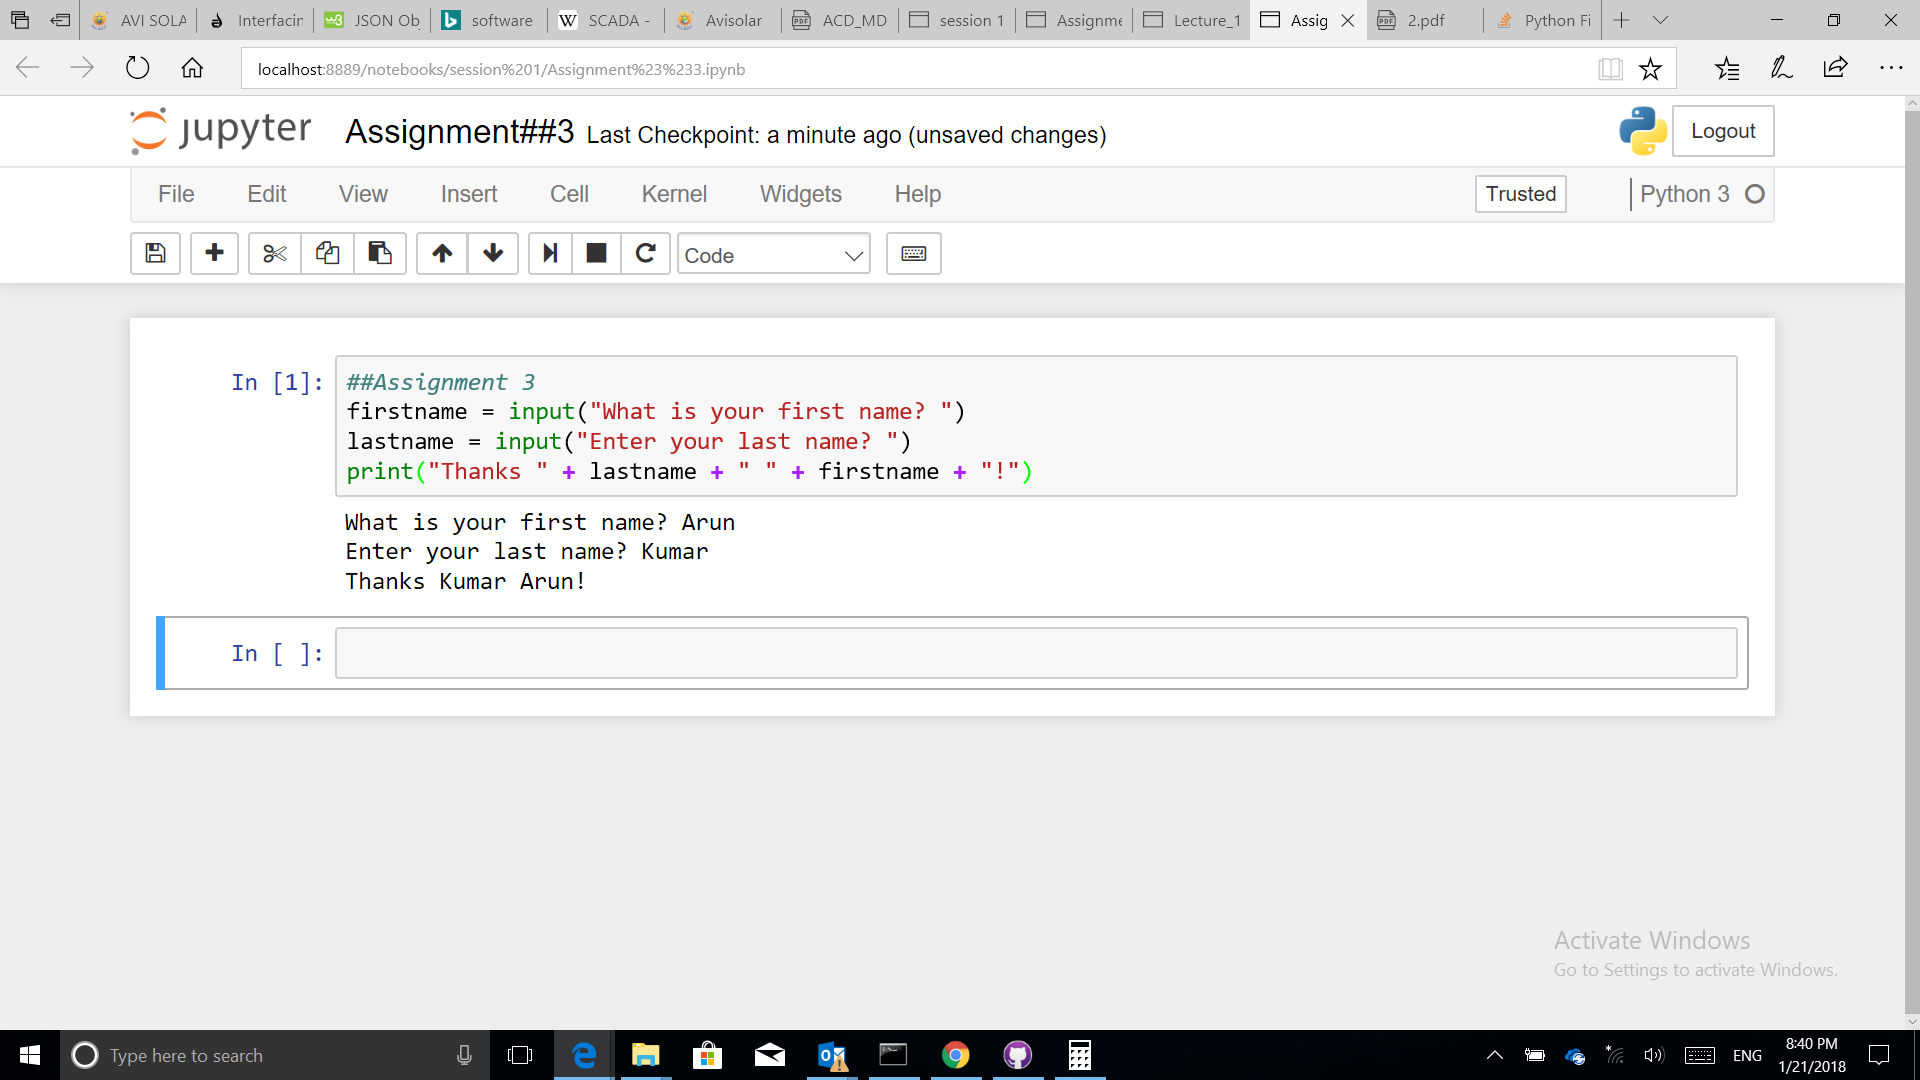 AVI SOLA
Interfacin
w3 JSON Ob
b software
W SCADA -
Avisolar
PDF ACD_MD
session 1
Assignme
Lecture_1
Assig
PDF 2.pdf
Python Fi
localhost:8889/notebooks/session%201/Assignment%23%233.ipynb
jupyter Assignment##3 Last Checkpoint: a minute ago (unsaved changes)
Logout
File Edit View Insert Cell Kernel Widgets Help
Trusted
Python 3
Code
In [1]:
##Assignment 3
firstname = input("What is your first name? ")
lastname = input("Enter your last name? ")
print("Thanks " + lastname + " " + firstname + "!")
What is your first name? Arun
Enter your last name? Kumar
Thanks Kumar Arun!
In [ ]:
Activate Windows
Go to Settings to activate Windows.
Type here to search
ENG
8:40 PM
1/21/2018